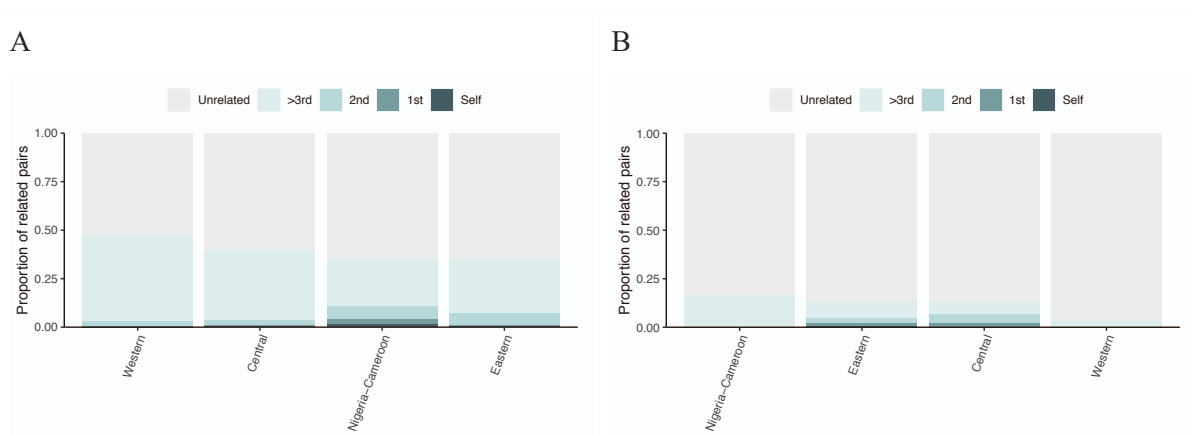 A
Unrelated >3rd 2nd 1st Self
Proportion of related pairs
1.00
0.75
0.50
0.25
0.00
Western
Central
Nigeria−Cameroon
Eastern
B
Unrelated >3rd 2nd 1st Self
Proportion of related pairs
1.00
0.75
0.50
0.25
0.00
Nigeria−Cameroon
Eastern
Central
Western